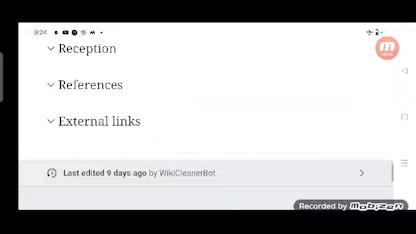 9:24
Reception
References
External links
Last edited 9 days ago by WikiCleanerBot
Recorded by Mobizen